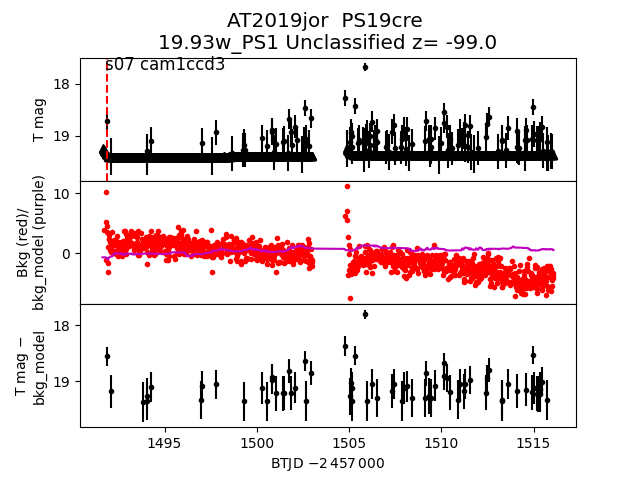 AT2019jor  PS19cre
19.93w_PS1 Unclassified z= -99.0
s07 cam1ccd3
T mag
18
19
Bkg (red)/
bkg_model (purple)
10
0
T mag −
bkg_model
18
19
1495
1500
1505
1510
1515
BTJD −2 457 000